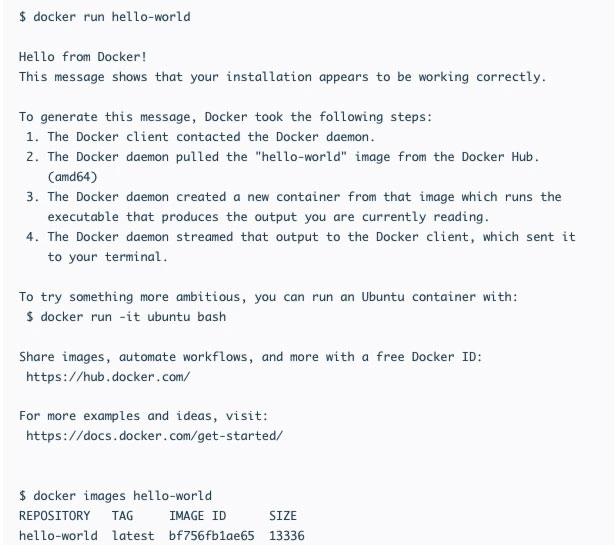 $ docker run hello-world
Hello from Docker!
This message shows that your installation appears to be working correctly.
To generate this message, Docker took the following steps:
1. The Docker client contacted the Docker daemon.
2. The Docker daemon pulled the "hello-world" image from the Docker Hub.
(amd64)
3. The Docker daemon created a new container from that image which runs the
executable that produces the output you are currently reading.
4. The Docker daemon streamed that output to the Docker client, which sent it
to your terminal.
To try something more ambitious, you can run an Ubuntu container with:
$ docker run -it ubuntu bash
Share images, automate workflows, and more with a free Docker ID:
https://hub.docker.com/
For more examples and ideas, visit:
https://docs.docker.com/get-started/
$ docker images hello-world
REPOSITORY TAG IMAGE ID SIZE
hello-world latest bf756fb1ae65 13336